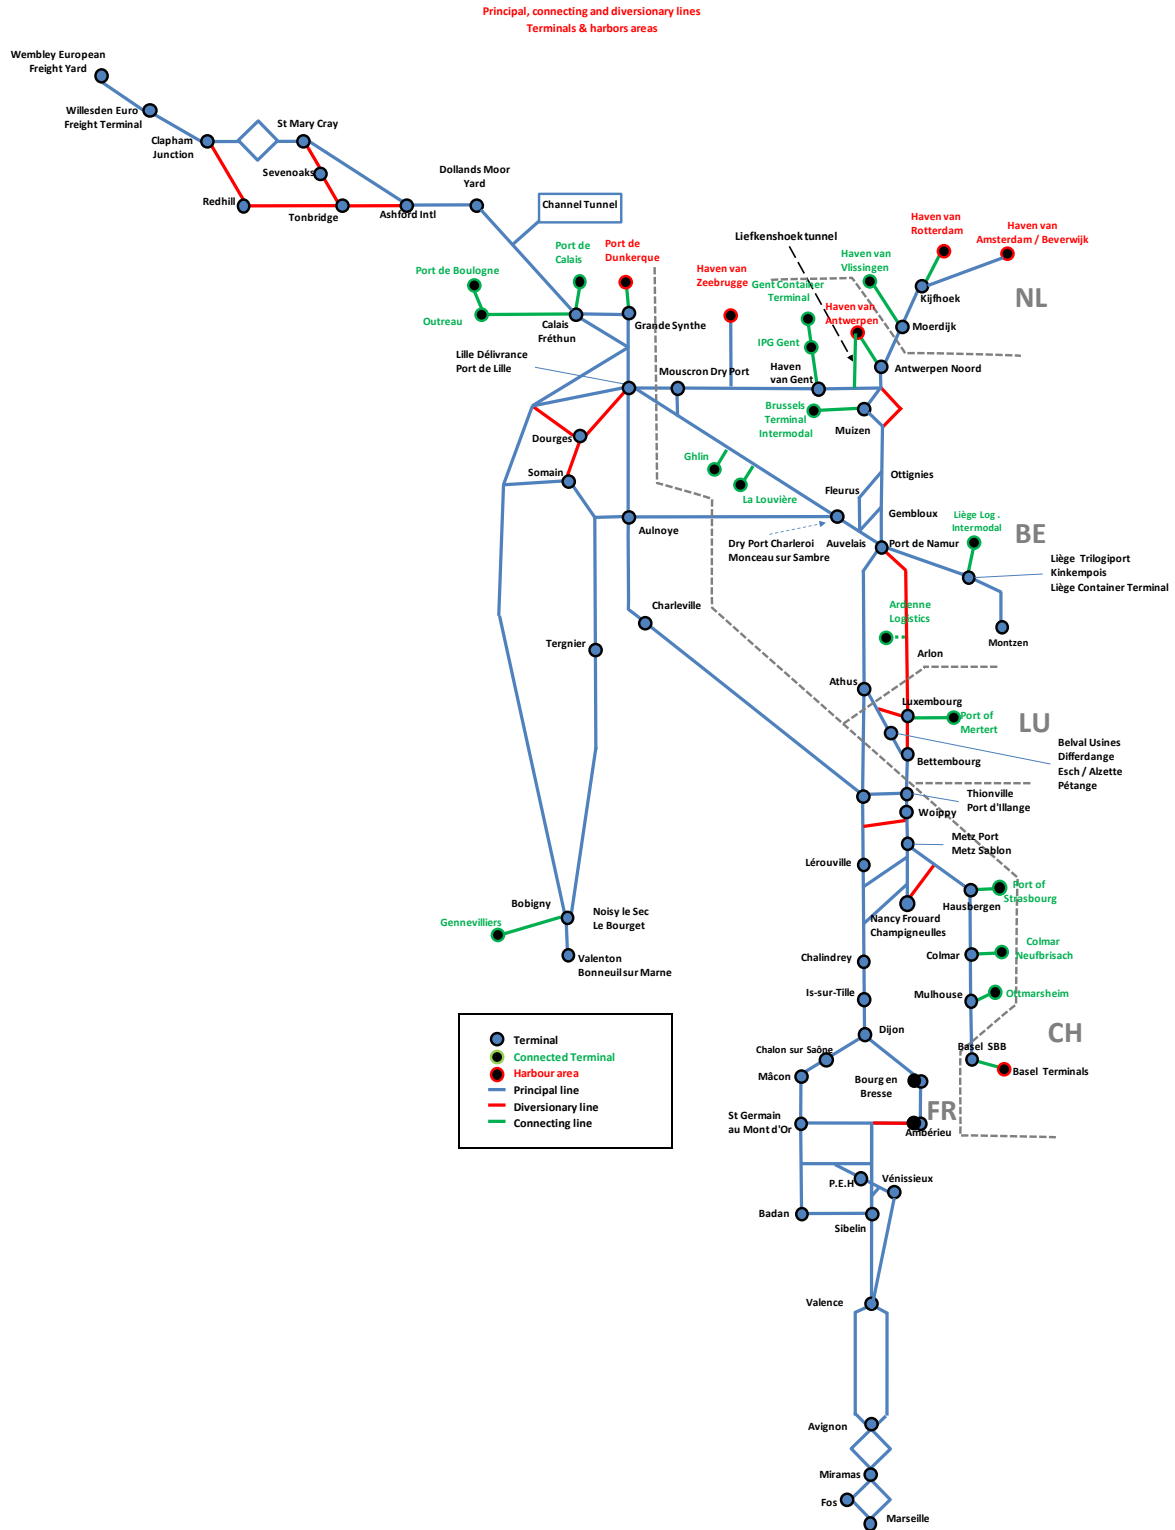 Principal, connecting and diversionary lines
Terminals & harbors areas
Wembley European
Freight Yard
Willesden Euro
Freight Terminal
Clapham
Junction
St Mary Cray
Sevenoaks
Redhill
Tonbridge
Ashford Intl
Dollands Moor
Yard
Channel Tunnel
Port de Boulogne
Outreau
Port de
Calais
Port de
Dunkerque
Calais
Fréthun
Grande Synthe
Haven van
Zeebrugge
Liefkenshoek tunnel
Gent Container
Terminal
IPG Gent
Haven
van Gent
Haven van
Antwerpen
Haven van
Vlissingen
Haven van
Rotterdam
Haven van
Amsterdam / Beverwijk
Kijfhoek
NL
Moerdijk
Antwerpen Noord
Lille Délivrance
Port de Lille
Mouscron Dry Port
Brussels
Terminal
Intermodal
Muizen
Dourges
Somain
Ghlin
La Louvière
Fleurus
Ottignies
Gembloux
Liège Log .
Intermodal
BE
Aulnoye
Dry Port Charleroi
Monceau sur Sambre
Auvelais
Port de Namur
Liège Trilogiport
Kinkempois
Liège Container Terminal
Montzen
Charleville
Tergnier
Ardenne
Logistics
Arlon
Athus
Luxembourg
Port of
Mertert
LU
Belval Usines
Differdange
Esch / Alzette
Pétange
Bettembourg
Thionville
Port d'Illange
Woippy
Metz Port
Metz Sablon
Lérouville
Hausbergen
Port of
Strasbourg
Nancy Frouard
Champigneulles
Bobigny
Noisy le Sec
Le Bourget
Gennevilliers
Valenton
Bonneuil sur Marne
Chalindrey
Colmar
Colmar
Neufbrisach
Is-sur-Tille
Mulhouse
Ottmarsheim
CH
Dijon
Chalon sur Saône
Basel SBB
Basel Terminals
Mâcon
Bourg en
Bresse
FR
St Germain
au Mont d'Or
Ambérieu
Terminal
Connected Terminal
Harbour area
Principal line
Diversionary line
Connecting line
P.E.H
Vénissieux
Badan
Sibelin
Valence
Avignon
Miramas
Fos
Marseille